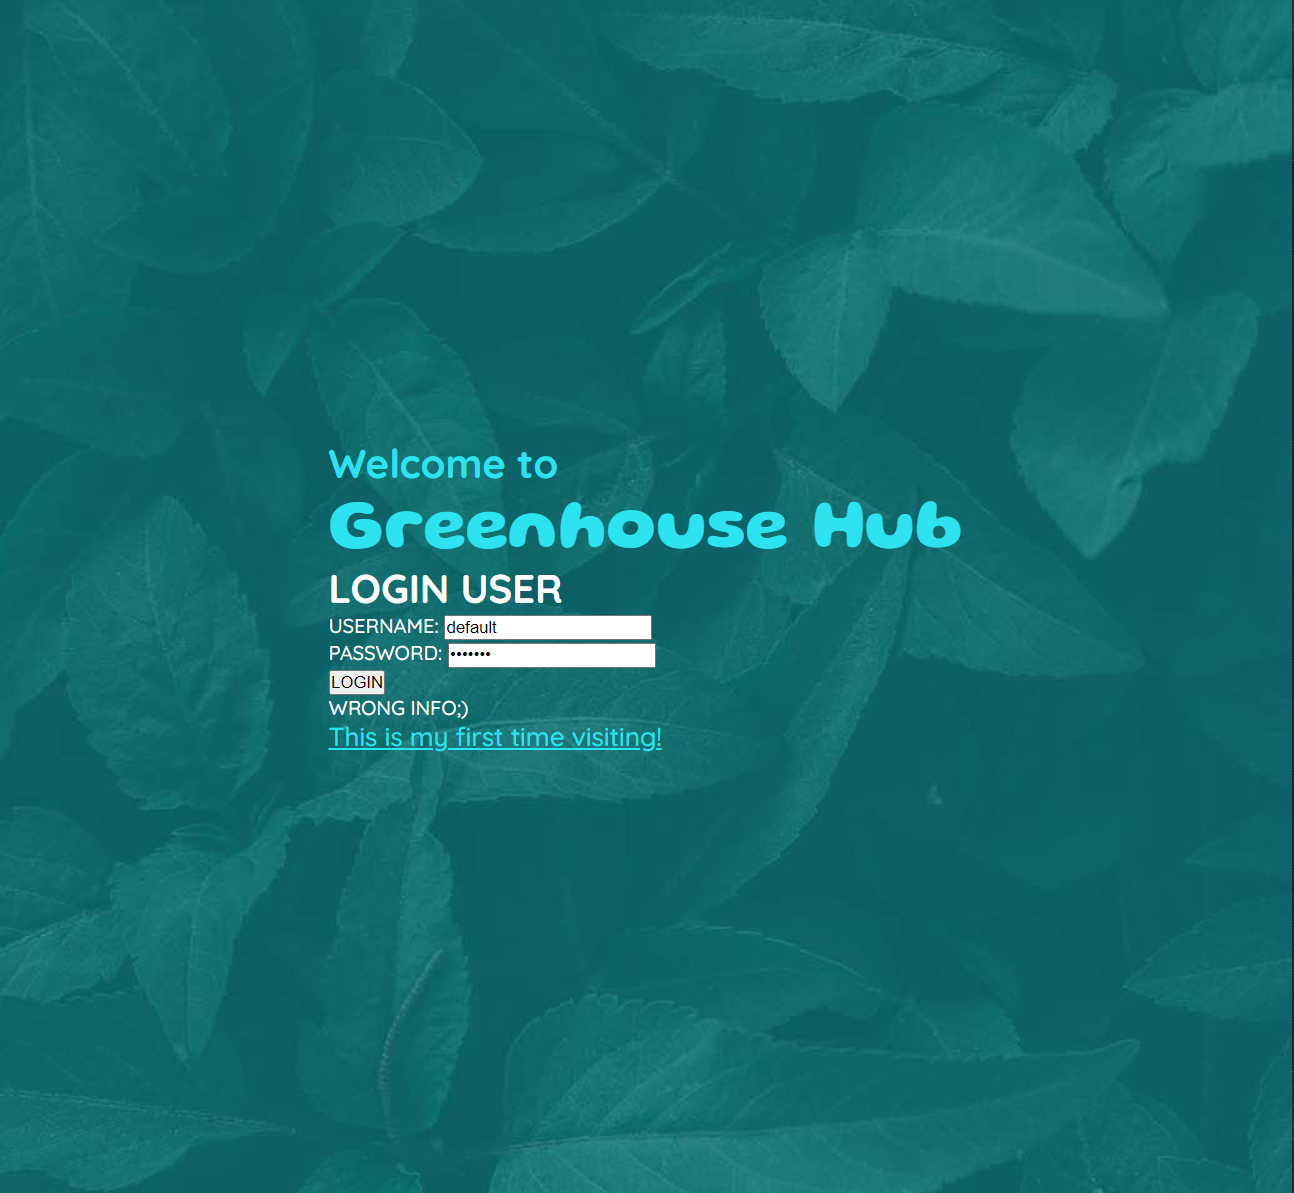 Welcome to
Greenhouse Hub
LOGIN USER
USERNAME: default
PASSWORD: •••••••
LOGIN
WRONG INFO;)
This is my first time visiting!